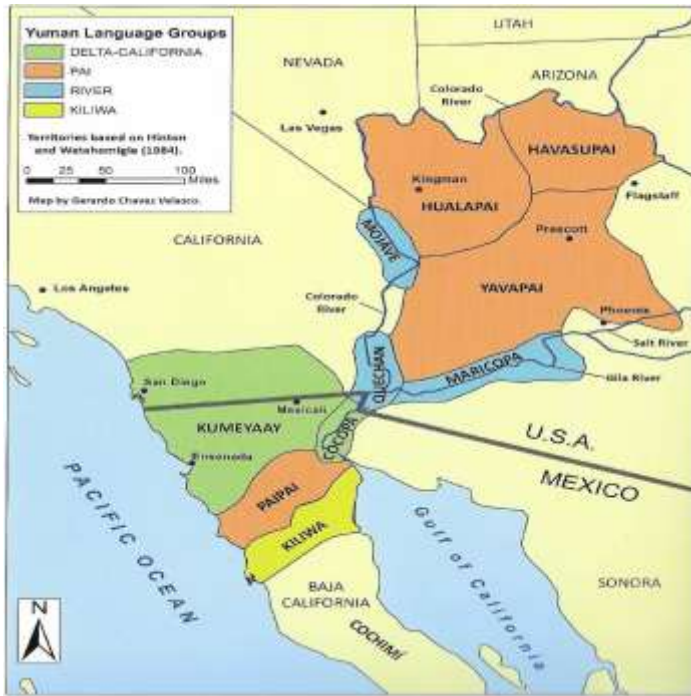 Yuman Language Groups
DELTA-CALIFORNIA
PAI
RIVER
KILIWA
Territories based on Hinton
and Watahomigie (1984).
0 25 50 100
Miles
Map by Gerardo Chavez Velasco.
UTAH
NEVADA
ARIZONA
Colorado
River
Las Vegas
HAVASUPAI
Kingman
HUALAPAI
Flagstaff
MOJAVE
Prescott
CALIFORNIA
YAVAPAI
Los Angeles
Colorado
River
Phoenix
Salt River
QUECHAN
MARICOPA
Gila River
San Diego
Mexicali
KUMEYAAY
COCOPA
U.S.A.
Ensenada
MEXICO
PAIPAI
KILIWA
PACIFIC OCEAN
Gulf of California
SONORA
BAJA
CALIFORNIA
COCHIMÍ
N